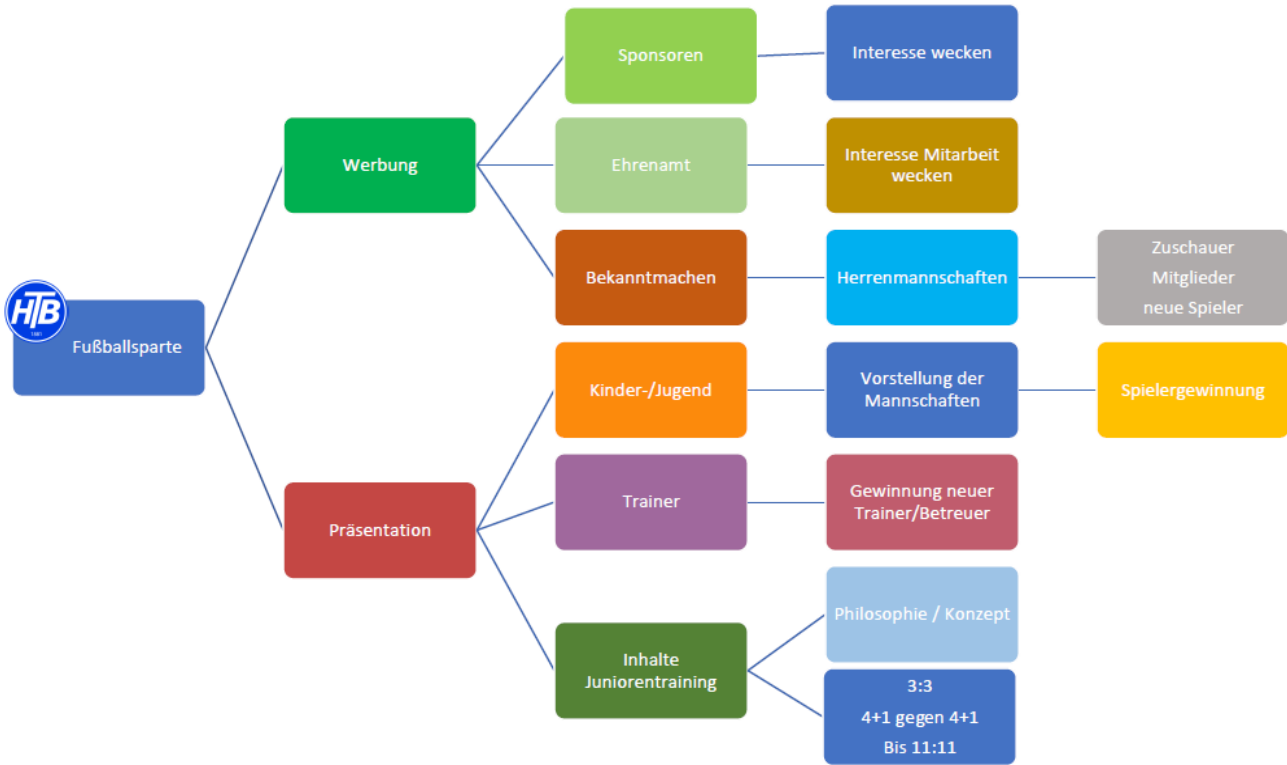 Sponsoren
Interesse wecken
Werbung
Ehrenamt
Interesse Mitarbeit
wecken
Bekanntmachen
Herrenmannschaften
Zuschauer
Mitglieder
neue Spieler
HTB
Fußballsparte
Kinder-/Jugend
Vorstellung der
Mannschaften
Spielergewinnung
Präsentation
Trainer
Gewinnung neuer
Trainer/Betreuer
Inhalte
Juniorentraining
Philosophie / Konzept
3:3
4+1 gegen 4+1
Bis 11:11